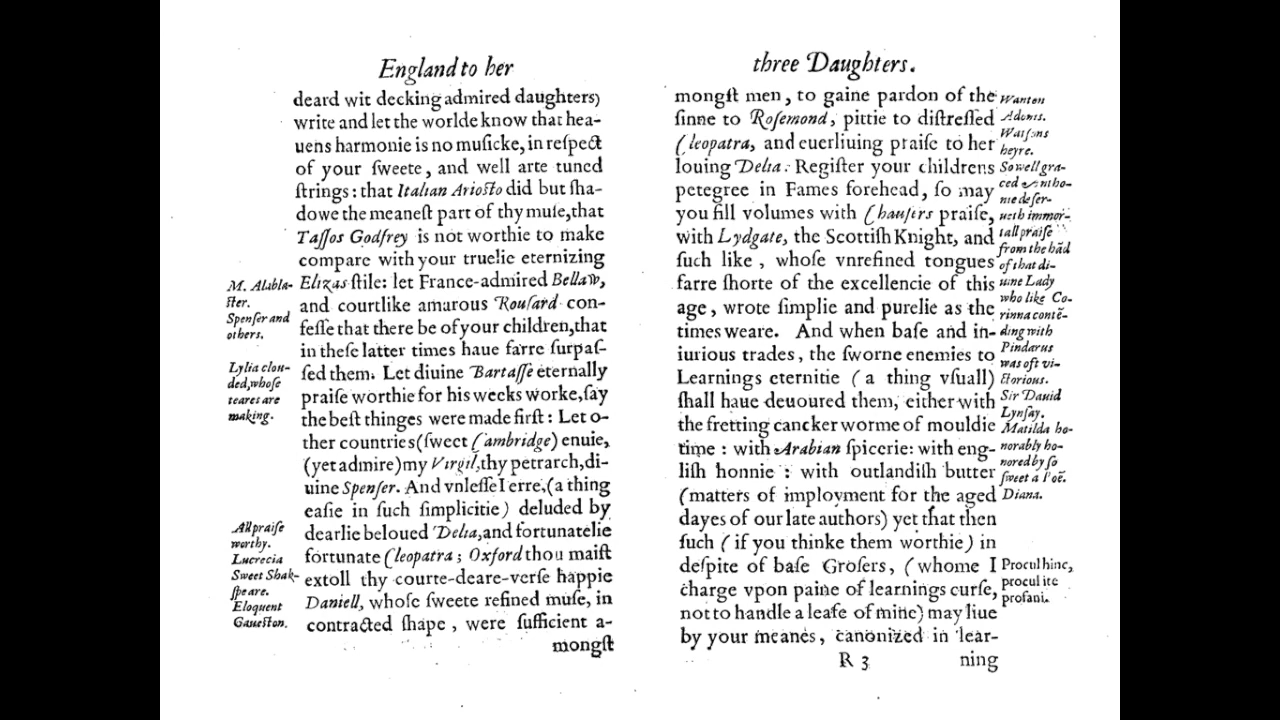 England to her
deard wit decking admired daughters)
write and let the worlde know that hea-
uens harmonie is no muſicke, in reſpect
of your ſweete, and well arte tuned
ſtrings: that Italian Arioſto did but ſha-
dowe the meaneſt part of thy muſe, that
Taſſos Godfrey is not worthie to make
compare with your truelie eternizing
Elizas ſtile: let France-admired Bellaw,
and courtlike amarous Rouſard con-
feſſe that there be of your children, that
in theſe latter times haue farre ſurpaſ-
ſed them. Let diuine Bartaſſe eternally
praiſe worthie for his weeks worke, ſay
the beſt thinges were made firſt: Let o-
ther countries (ſweet Cambridge) enuie,
(yet admire) my Virgil, thy petrarch, di-
uine Spenſer. And vnleſſe I erre, (a thing
eaſie in ſuch ſimplicitie) deluded by
dearlie beloued Delia, and fortunatelie
fortunate Cleopatra; Oxford thou maiſt
extoll thy courte-deare-verſe happie
Daniell, whoſe ſweete refined muſe, in
contracted ſhape, were ſufficient a-
mongſt
M. Alabla-
ſter.
Spenſer and
others.
Lylia clou-
ded, whoſe
teares are
making.
All praiſe
worthy.
Lucrecia
Sweet Shak-
ſpeare.
Eloquent
Gaueſton.
three Daughters.
mongſt men, to gaine pardon of the
ſinne to Roſemond, pittie to diſtreſſed
Cleopatra, and euerliuing praiſe to her
louing Delia: Regiſter your childrens
petegree in Fames forehead, ſo may
you fill volumes with Chauſers praiſe,
with Lydgate, the Scottiſh Knight, and
ſuch like, whoſe vnrefined tongues
farre ſhorte of the excellencie of this
age, wrote ſimplie and purelie as the
times weare. And when baſe and in-
iurious trades, the ſworne enemies to
Learnings eternitie (a thing vſuall)
ſhall haue deuoured them, either with
the fretting cancker worme of mouldie
time: with Arabian ſpicerie: with eng-
liſh honnie: with outlandiſh butter
(matters of imployment for the aged
dayes of our late authors) yet that then
ſuch (if you thinke them worthie) in
deſpite of baſe Groſers, (whome I
charge vpon paine of learnings curſe,
not to handle a leafe of mine) may liue
by your meanes, canonized in lear-
R 3 ning
Wanton
Adonis.
Watſons
heyre.
So well gra-
ced Antho-
nie deſer-
ueth immor-
tall praiſe
from the hãd
of that di-
uine Lady
who like Co-
rinna contẽ-
ding with
Pindarus
was oft vi-
ctorious.
Sir Dauid
Lynſay.
Matilda ho-
norably ho-
nored by ſo
ſweet a Poẽ.
Diana.
Procul hinc,
procul ite
profani.